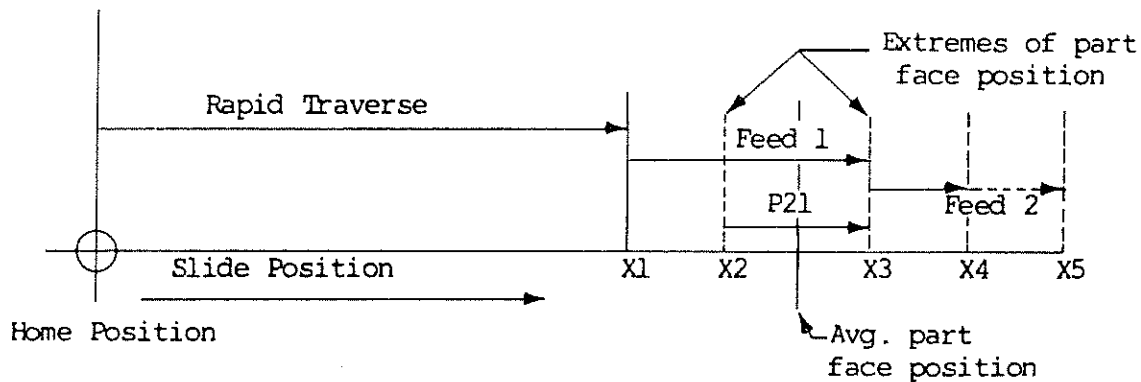 Extremes of part
face position
Rapid Traverse
Feed 1
P21
Feed 2
Slide Position
X1
X2
X3
X4
X5
Home Position
Avg. part
face position